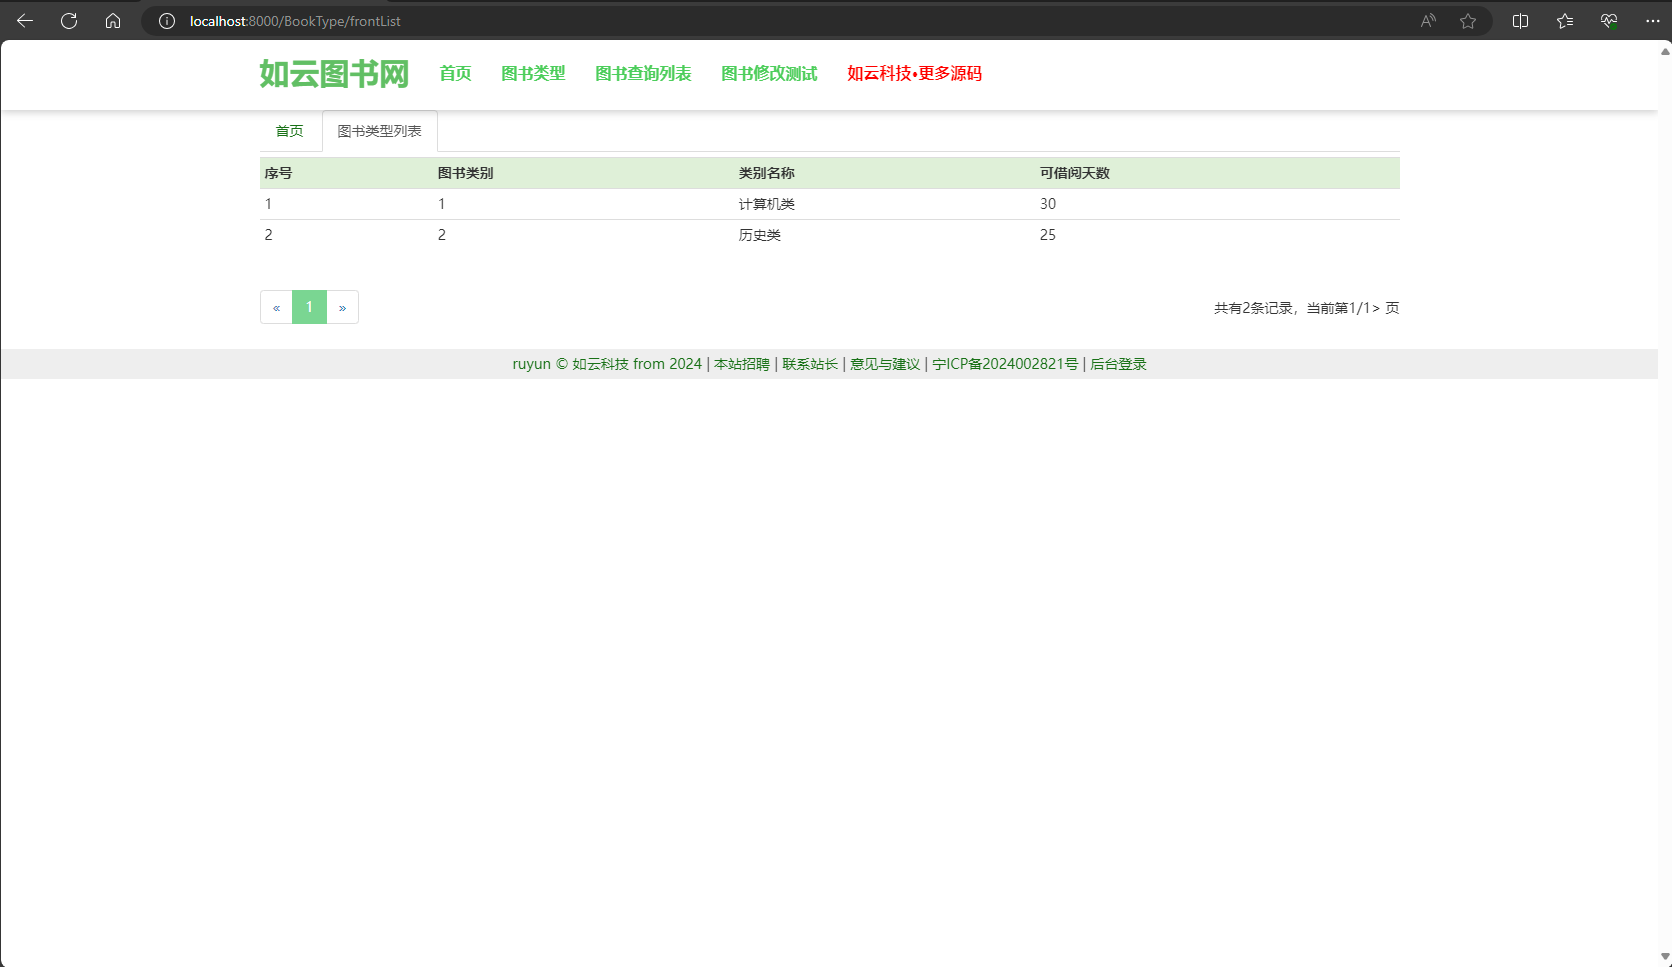 localhost:8000/BookType/frontList
如云图书网 首页 图书类型 图书查询列表 图书修改测试 如云科技•更多源码
首页 图书类型列表
序号 图书类别 类别名称 可借阅天数
1 1 计算机类 30
2 2 历史类 25
« 1 » 共有2条记录，当前第1/1> 页
ruyun © 如云科技 from 2024 | 本站招聘 | 联系站长 | 意见与建议 | 宁ICP备2024002821号 | 后台登录